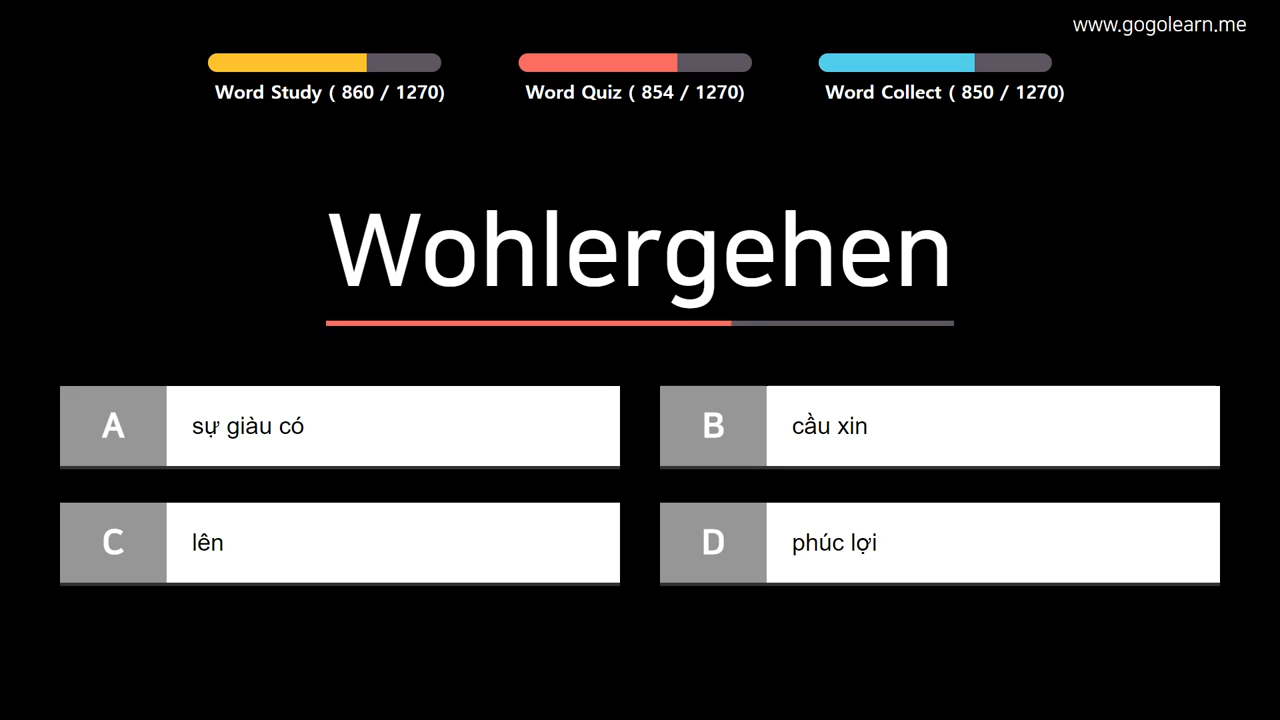 www.gogolearn.me
Word Study ( 860 / 1270)
Word Quiz ( 854 / 1270)
Word Collect ( 850 / 1270)
Wohlergehen
A
sự giàu có
B
cầu xin
C
lên
D
phúc lợi